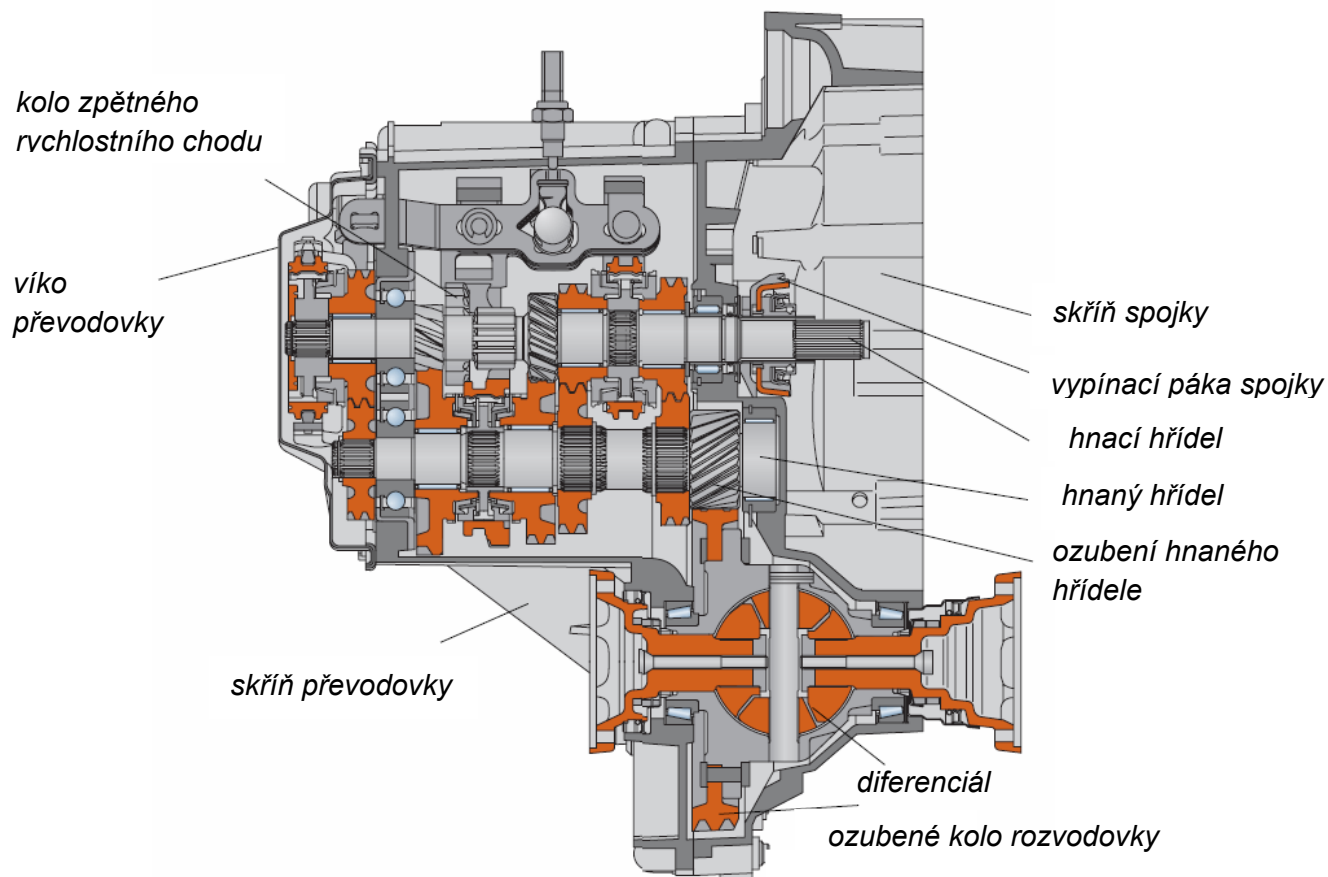 kolo zpětného
rychlostního chodu
víko
převodovky
skříň spojky
vypínací páka spojky
hnací hřídel
hnaný hřídel
ozubení hnaného
hřídele
skříň převodovky
diferenciál
ozubené kolo rozvodovky